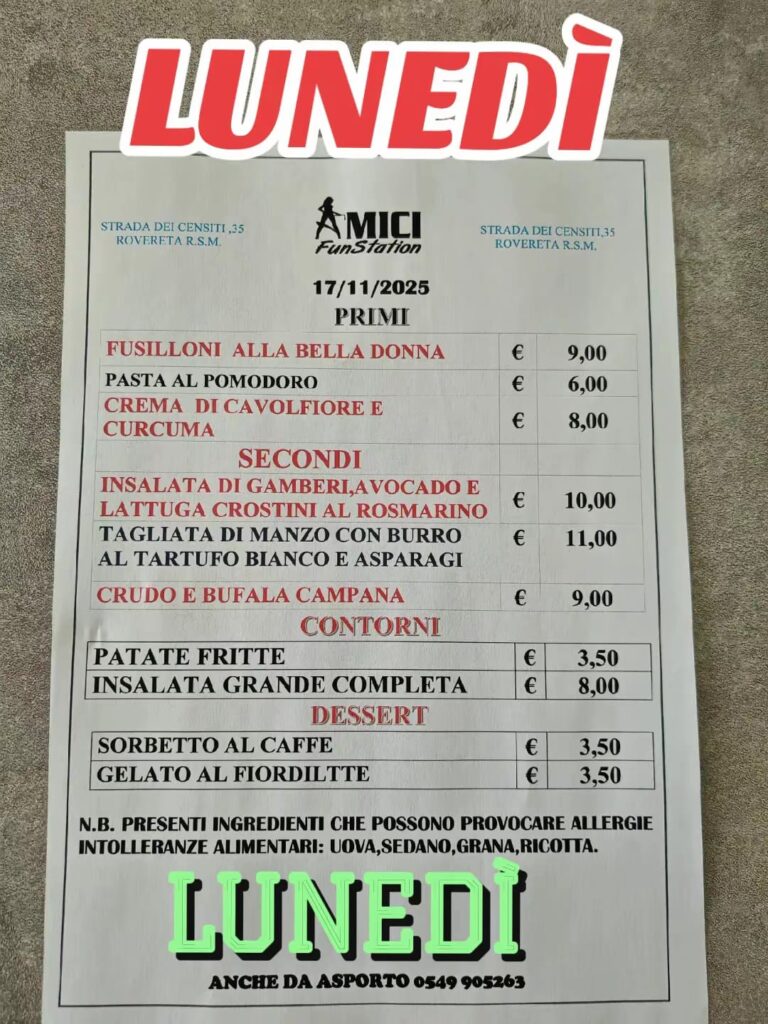 LUNEDÌ
STRADA DEI CENSITI ,35
ROVERETA R.S.M.
AMICI
FunStation
STRADA DEI CENSITI,35
ROVERETA R.S.M.
17/11/2025
PRIMI
FUSILLONI ALLA BELLA DONNA € 9,00
PASTA AL POMODORO € 6,00
CREMA DI CAVOLFIORE E
CURCUMA € 8,00
SECONDI
INSALATA DI GAMBERI,AVOCADO E
LATTUGA CROSTINI AL ROSMARINO € 10,00
TAGLIATA DI MANZO CON BURRO € 11,00
AL TARTUFO BIANCO E ASPARAGI
CRUDO E BUFALA CAMPANA € 9,00
CONTORNI
PATATE FRITTE € 3,50
INSALATA GRANDE COMPLETA € 8,00
DESSERT
SORBETTO AL CAFFE € 3,50
GELATO AL FIORDILTTE € 3,50
N.B. PRESENTI INGREDIENTI CHE POSSONO PROVOCARE ALLERGIE
INTOLLERANZE ALIMENTARI: UOVA,SEDANO,GRANA,RICOTTA.
LUNEDÌ
ANCHE DA ASPORTO 0549 905263